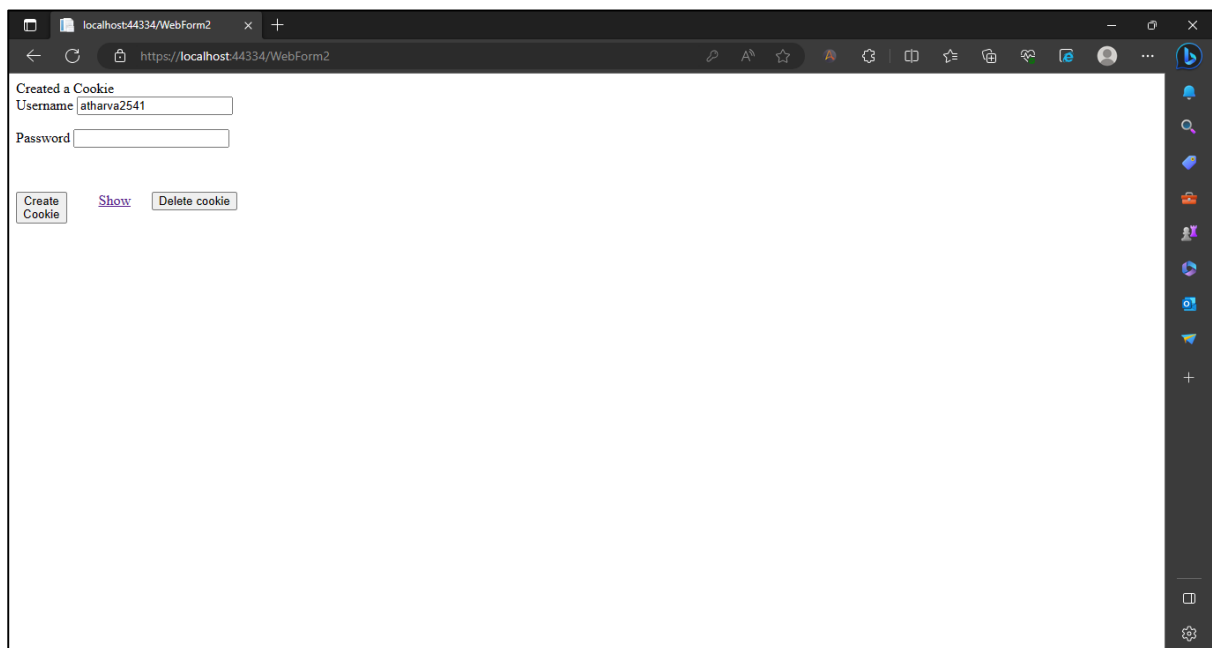 localhost:44334/WebForm2
https://localhost:44334/WebForm2
Created a Cookie
Username atharva2541
Password
Create Cookie Show Delete cookie